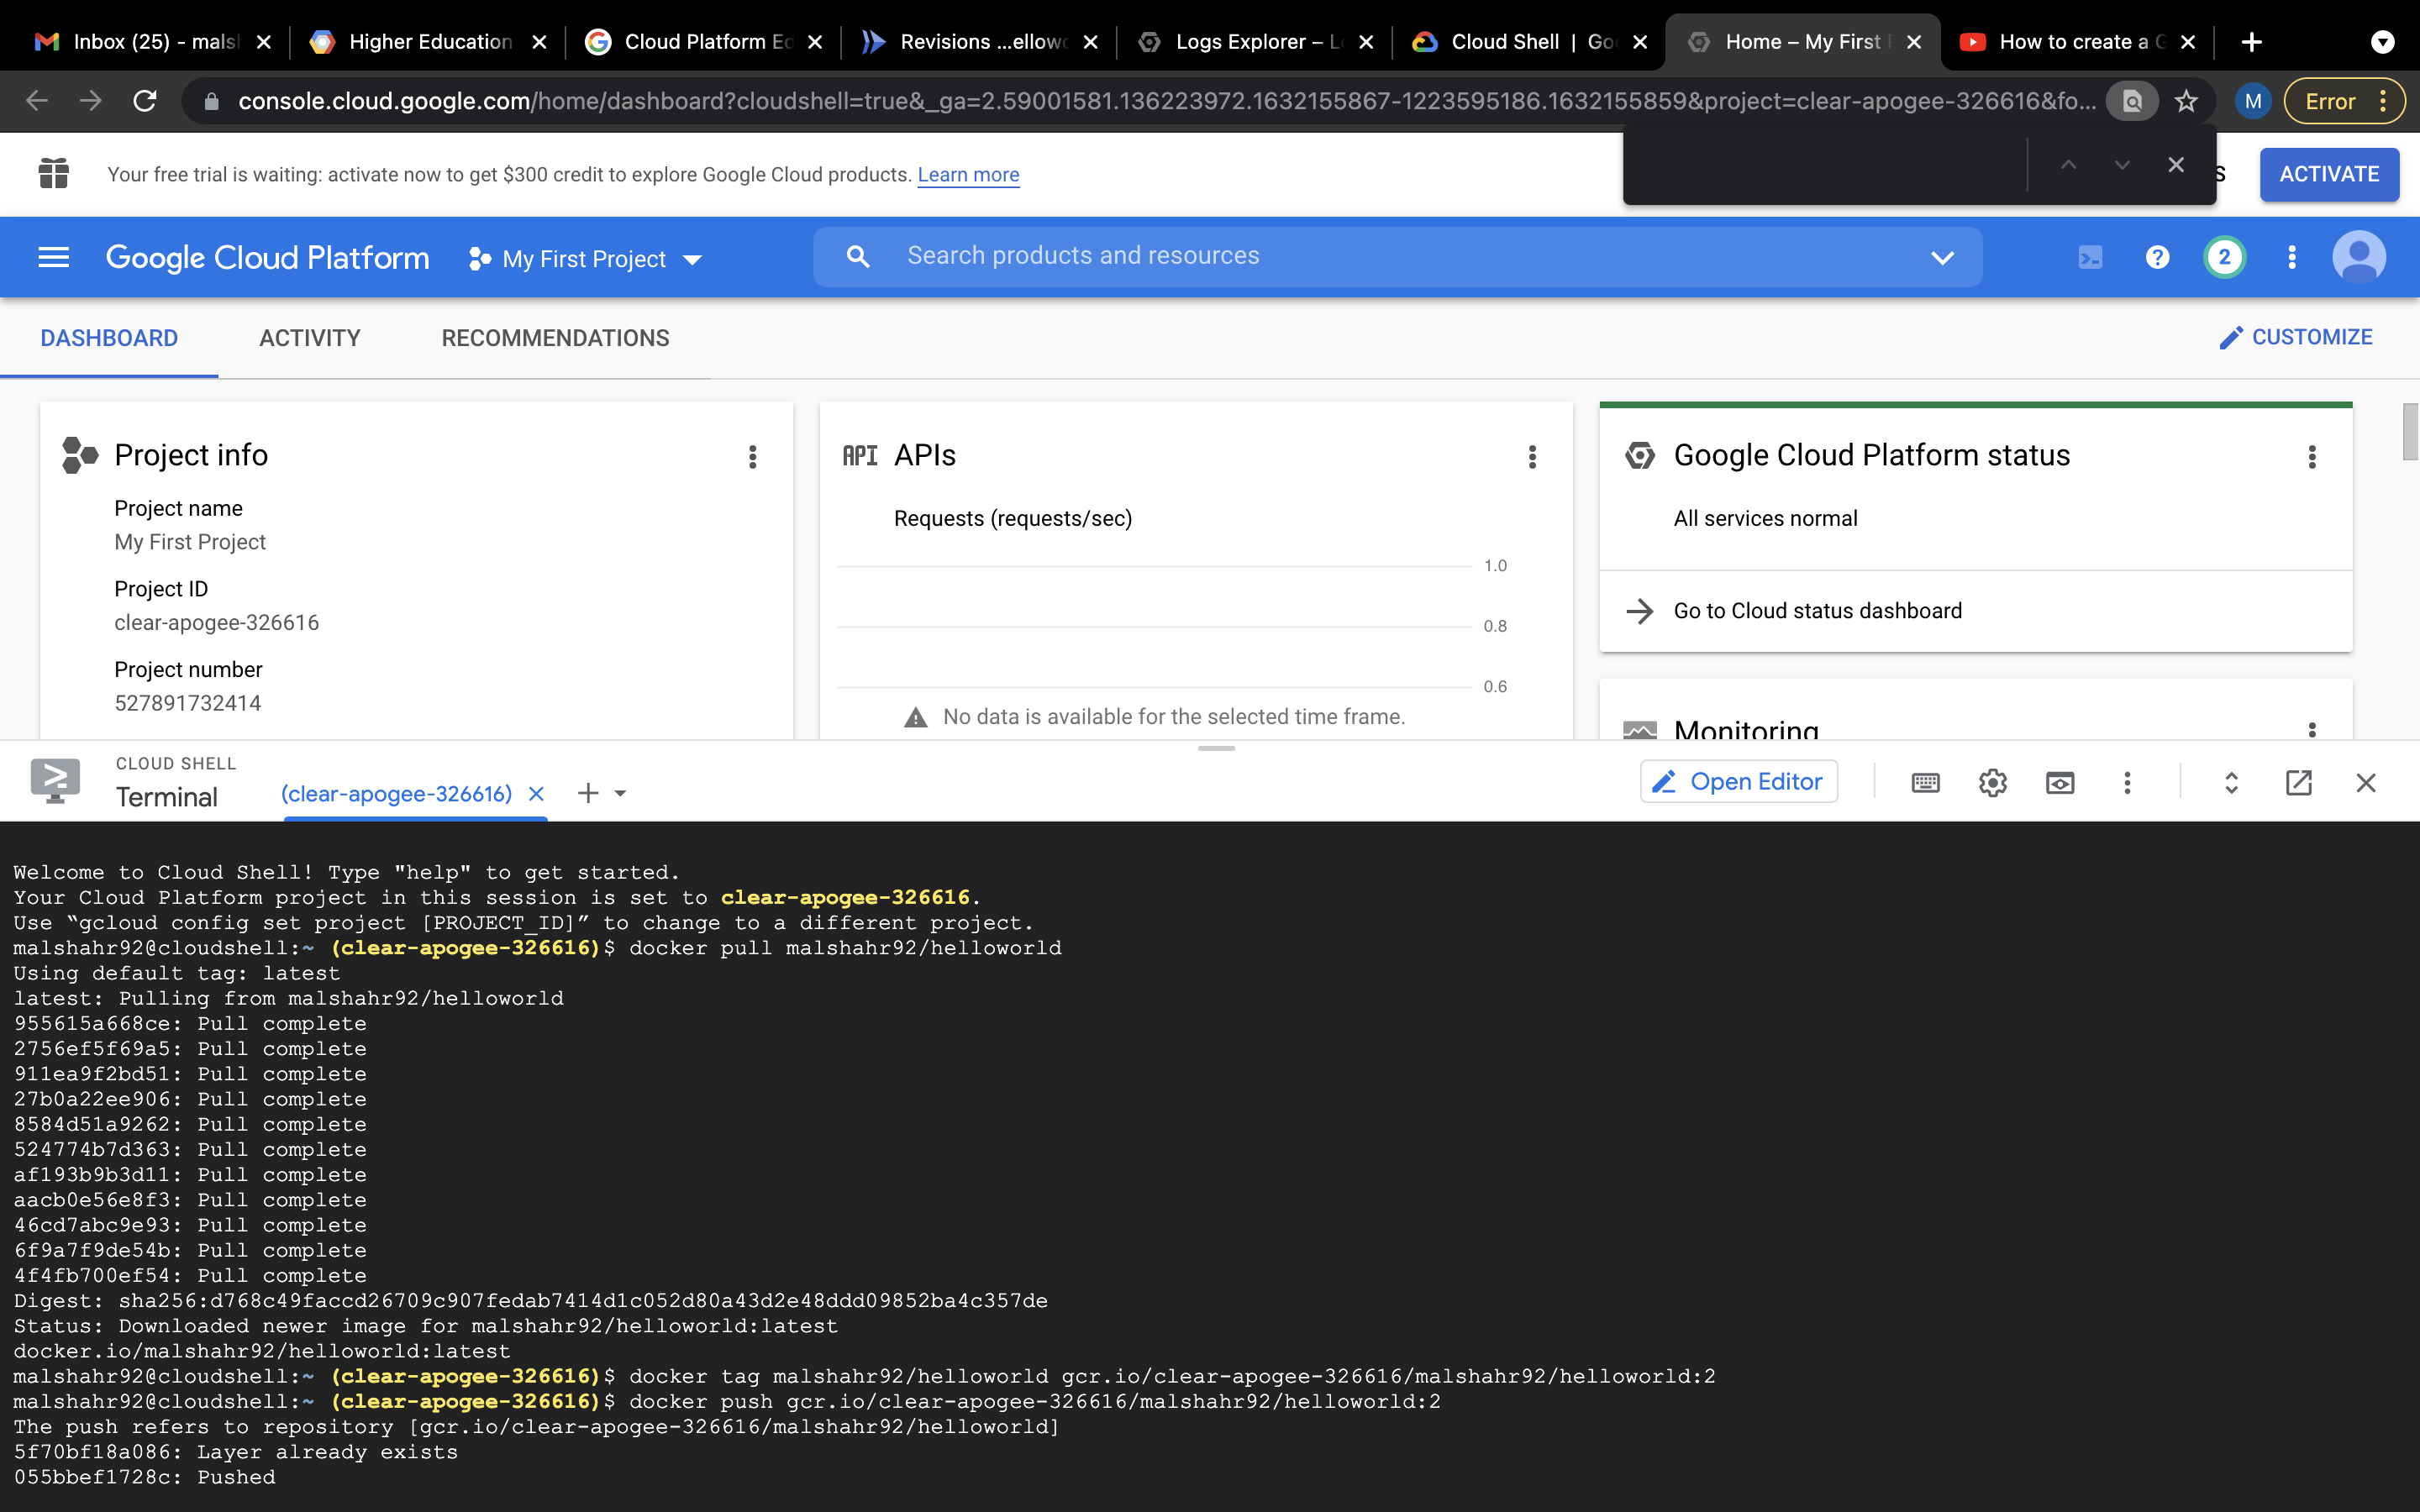 Inbox (25) - mals
Higher Education
Cloud Platform Ed
Revisions ...ellow
Logs Explorer – L
Cloud Shell | Go
Home – My First
How to create a G
console.cloud.google.com/home/dashboard?cloudshell=true&_ga=2.59001581.136223972.1632155867-1223595186.1632155859&project=clear-apogee-326616&fo...
M
Error
Your free trial is waiting: activate now to get $300 credit to explore Google Cloud products. Learn more
S
ACTIVATE
Google Cloud Platform
My First Project
Search products and resources
2
DASHBOARD
ACTIVITY
RECOMMENDATIONS
CUSTOMIZE
Project info
Project name
My First Project
Project ID
clear-apogee-326616
Project number
527891732414
API APIs
Requests (requests/sec)
1.0
0.8
0.6
No data is available for the selected time frame.
Google Cloud Platform status
All services normal
Go to Cloud status dashboard
Monitoring
CLOUD SHELL
Terminal
(clear-apogee-326616)
Open Editor
Welcome to Cloud Shell! Type "help" to get started.
Your Cloud Platform project in this session is set to clear-apogee-326616.
Use “gcloud config set project [PROJECT_ID]” to change to a different project.
malshahr92@cloudshell:~ (clear-apogee-326616)$ docker pull malshahr92/helloworld
Using default tag: latest
latest: Pulling from malshahr92/helloworld
955615a668ce: Pull complete
2756ef5f69a5: Pull complete
911ea9f2bd51: Pull complete
27b0a22ee906: Pull complete
8584d51a9262: Pull complete
524774b7d363: Pull complete
af193b9b3d11: Pull complete
aacb0e56e8f3: Pull complete
46cd7abc9e93: Pull complete
6f9a7f9de54b: Pull complete
4f4fb700ef54: Pull complete
Digest: sha256:d768c49faccd26709c907fedab7414d1c052d80a43d2e48ddd09852ba4c357de
Status: Downloaded newer image for malshahr92/helloworld:latest
docker.io/malshahr92/helloworld:latest
malshahr92@cloudshell:~ (clear-apogee-326616)$ docker tag malshahr92/helloworld gcr.io/clear-apogee-326616/malshahr92/helloworld:2
malshahr92@cloudshell:~ (clear-apogee-326616)$ docker push gcr.io/clear-apogee-326616/malshahr92/helloworld:2
The push refers to repository [gcr.io/clear-apogee-326616/malshahr92/helloworld]
5f70bf18a086: Layer already exists
055bbef1728c: Pushed